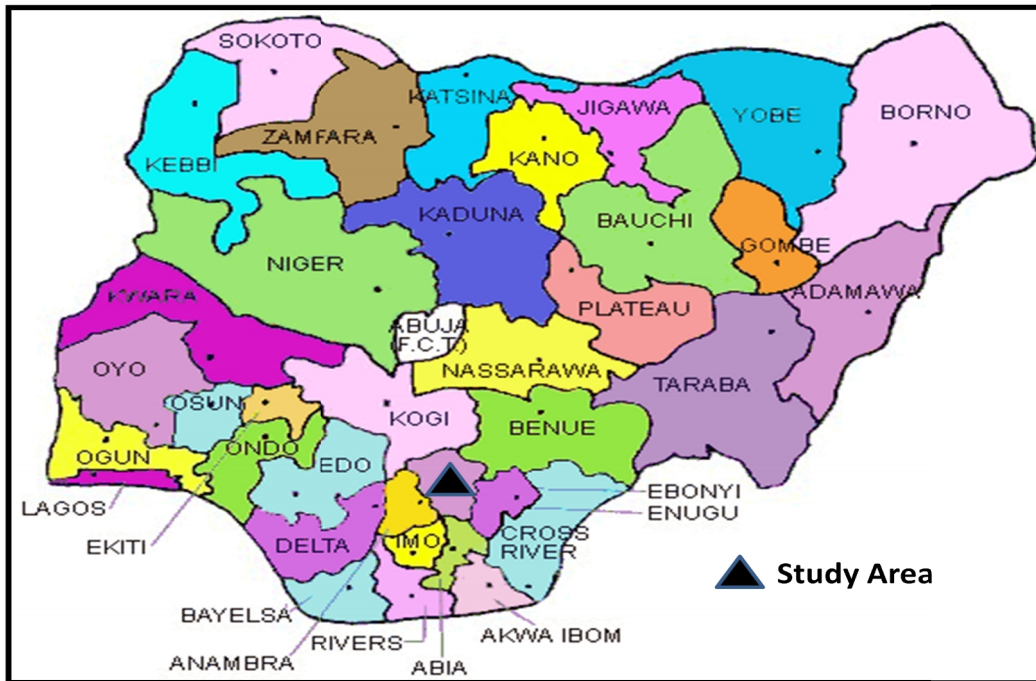 SOKOTO
KATSINA
JIGAWA
YOBE
BORNO
ZAMFARA
KANO
KEBBI
KADUNA
BAUCHI
GOMBE
NIGER
ADAMAWA
KWARA
PLATEAU
ABUJA
(F.C.T.)
OYO
NASSARAWA
TARABA
OSUN
KOGI
BENUE
ONDO
OGUN
EDO
LAGOS
EBONYI
ENUGU
EKITI
DELTA
IMO
CROSS
RIVER
Study Area
BAYELSA
RIVERS
AKWA IBOM
ANAMBRA
ABIA